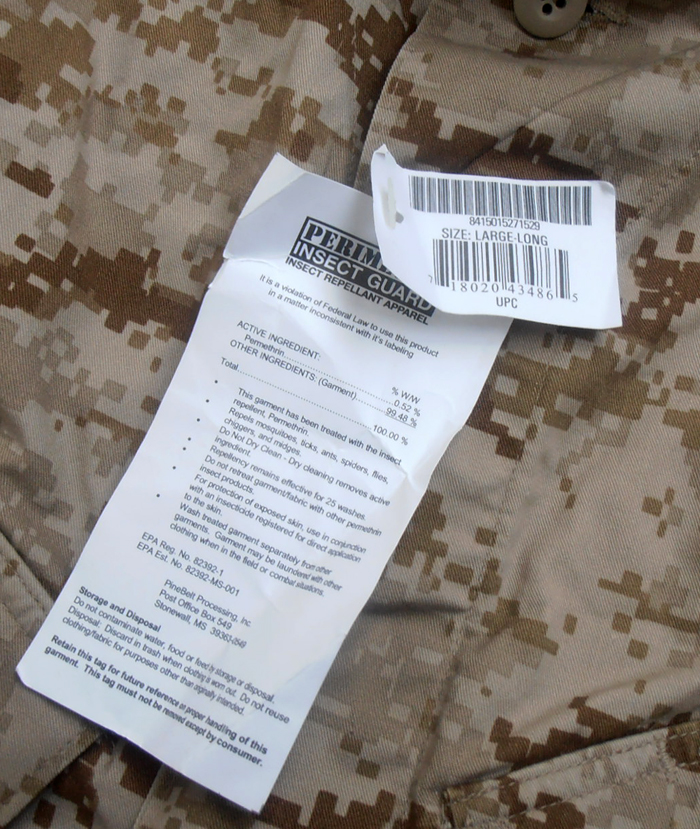 8415015271529
SIZE: LARGE-LONG
18020 43486 5
UPC
INSECT GUARD
INSECT REPELLANT APPAREL
It is a violation of Federal Law to use this product
in a matter inconsistent with it's labeling
ACTIVE INGREDIENT: % W/W
Permethrin..........................0.52 %
OTHER INGREDIENTS: (Garment)..........99.48 %
Total..........................100.00 %
• This garment has been treated with the insect
repellent, Permethrin.
• Repels mosquitoes, ticks, ants, spiders, flies,
chiggers, and midges.
• Do Not Dry Clean - Dry cleaning removes active
ingredient.
• Repellency remains effective for 25 washes.
• Do not retreat garment/fabric with other permethrin
insect products.
• For protection of exposed skin, use in conjunction
with an insecticide registered for direct application
to the skin.
• Wash treated garment separately from other
garments. Garment may be laundered with other
clothing when in the field or combat situations.
EPA Reg. No. 82392-1
EPA Est. No. 82392-MS-001
PineBelt Processing, Inc
Post Office Box 549
Stonewall, MS 39363-0549
Storage and Disposal
Do not contaminate water, food or feed by storage or disposal.
Disposal: Discard in trash when clothing is worn out. Do not reuse
clothing/fabric for purposes other than originally intended.
Retain this tag for future reference or proper handling of this
garment. This tag must not be removed except by consumer.